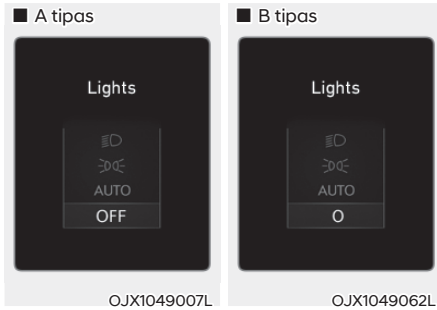 ■ A tipas
Lights
AUTO
OFF
OJX1049007L
■ B tipas
Lights
AUTO
O
OJX1049062L